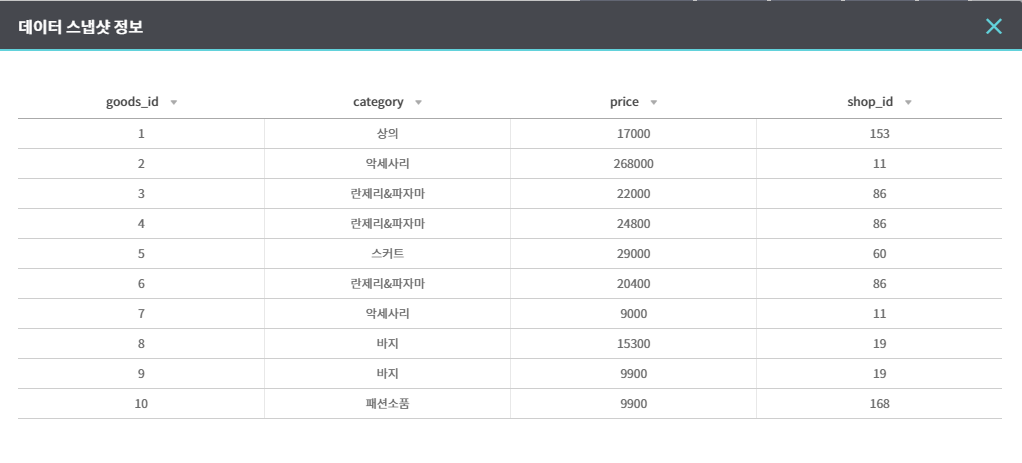 데이터 스냅샷 정보
goods_id category price shop_id
1 상의 17000 153
2 악세사리 268000 11
3 란제리&파자마 22000 86
4 란제리&파자마 24800 86
5 스커트 29000 60
6 란제리&파자마 20400 86
7 악세사리 9000 11
8 바지 15300 19
9 바지 9900 19
10 패션소품 9900 168